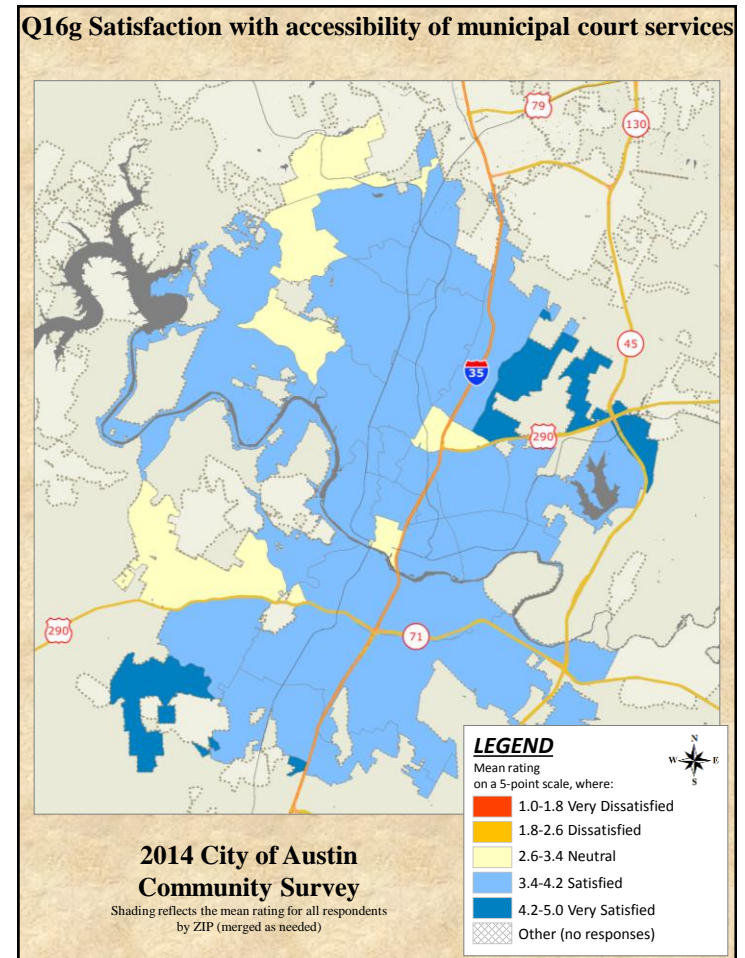 Q16g Satisfaction with accessibility of municipal court services
79
130
45
35
290
290
71
LEGEND
Mean rating
on a 5-point scale, where:
1.0-1.8 Very Dissatisfied
1.8-2.6 Dissatisfied
2.6-3.4 Neutral
3.4-4.2 Satisfied
4.2-5.0 Very Satisfied
Other (no responses)
N
W
E
S
2014 City of Austin
Community Survey
Shading reflects the mean rating for all respondents
by ZIP (merged as needed)